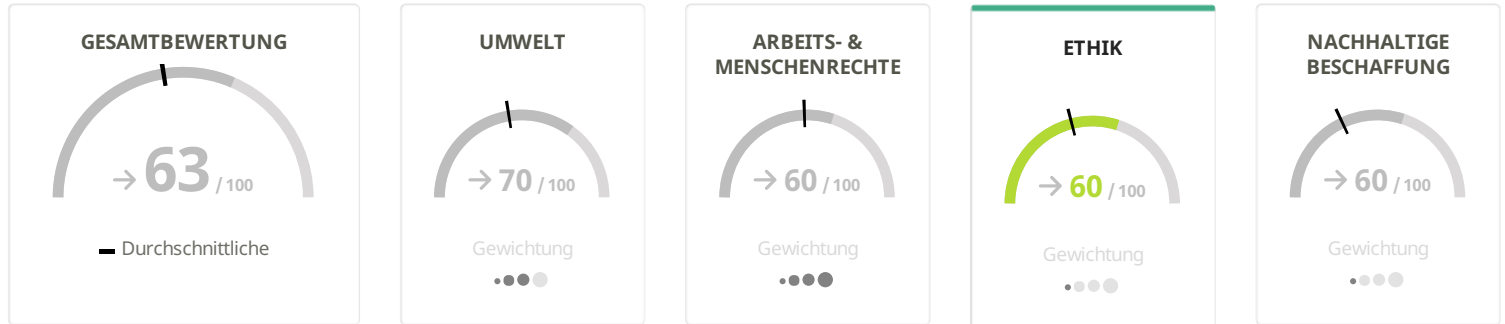 GESAMTBEWERTUNG
→ 63 / 100
Durchschnittliche
UMWELT
→ 70 / 100
Gewichtung
ARBEITS- &
MENSCHENRECHTE
→ 60 / 100
Gewichtung
ETHIK
→ 60 / 100
Gewichtung
NACHHALTIGE
BESCHAFFUNG
→ 60 / 100
Gewichtung